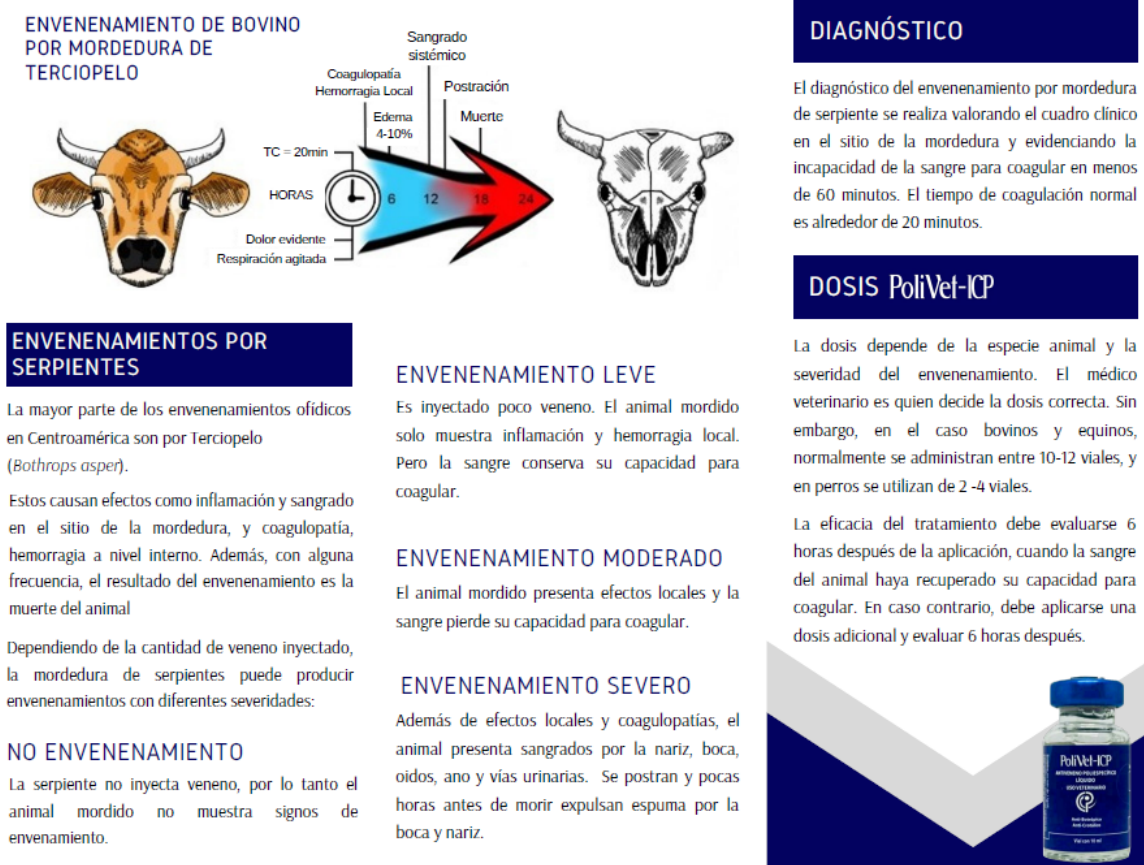 ENVENENAMIENTO DE BOVINO
POR MORDEDURA DE
TERCIOPELO
Sangrado
sistémico
Coagulopatía
Hemorragia Local
Postración
Edema
4-10%
Muerte
TC = 20min
HORAS
6
12
18
24
Dolor evidente
Respiración agitada
ENVENENAMIENTOS POR
SERPIENTES
La mayor parte de los envenenamientos ofídicos
en Centroamérica son por Terciopelo
(Bothrops asper).
Estos causan efectos como inflamación y sangrado
en el sitio de la mordedura, y coagulopatía,
hemorragia a nivel interno. Además, con alguna
frecuencia, el resultado del envenenamiento es la
muerte del animal
Dependiendo de la cantidad de veneno inyectado,
la mordedura de serpientes puede producir
envenenamientos con diferentes severidades:
NO ENVENENAMIENTO
La serpiente no inyecta veneno, por lo tanto el
animal mordido no muestra signos de
envenamiento.
ENVENENAMIENTO LEVE
Es inyectado poco veneno. El animal mordido
solo muestra inflamación y hemorragia local.
Pero la sangre conserva su capacidad para
coagular.
ENVENENAMIENTO MODERADO
El animal mordido presenta efectos locales y la
sangre pierde su capacidad para coagular.
ENVENENAMIENTO SEVERO
Además de efectos locales y coagulopatías, el
animal presenta sangrados por la nariz, boca,
oidos, ano y vías urinarias. Se postran y pocas
horas antes de morir expulsan espuma por la
boca y nariz.
DIAGNÓSTICO
El diagnóstico del envenenamiento por mordedura
de serpiente se realiza valorando el cuadro clínico
en el sitio de la mordedura y evidenciando la
incapacidad de la sangre para coagular en menos
de 60 minutos. El tiempo de coagulación normal
es alrededor de 20 minutos.
DOSIS PoliVet-ICP
La dosis depende de la especie animal y la
severidad del envenenamiento. El médico
veterinario es quien decide la dosis correcta. Sin
embargo, en el caso bovinos y equinos,
normalmente se administran entre 10-12 viales, y
en perros se utilizan de 2 -4 viales.
La eficacia del tratamiento debe evaluarse 6
horas después de la aplicación, cuando la sangre
del animal haya recuperado su capacidad para
coagular. En caso contrario, debe aplicarse una
dosis adicional y evaluar 6 horas después.
PoliVet-ICP
ANTIVENENO POLIESPECÍFICO
LÍQUIDO
USO VETERINARIO
Anti-Botrópico
Anti-Crotálico
Vial con 10 ml